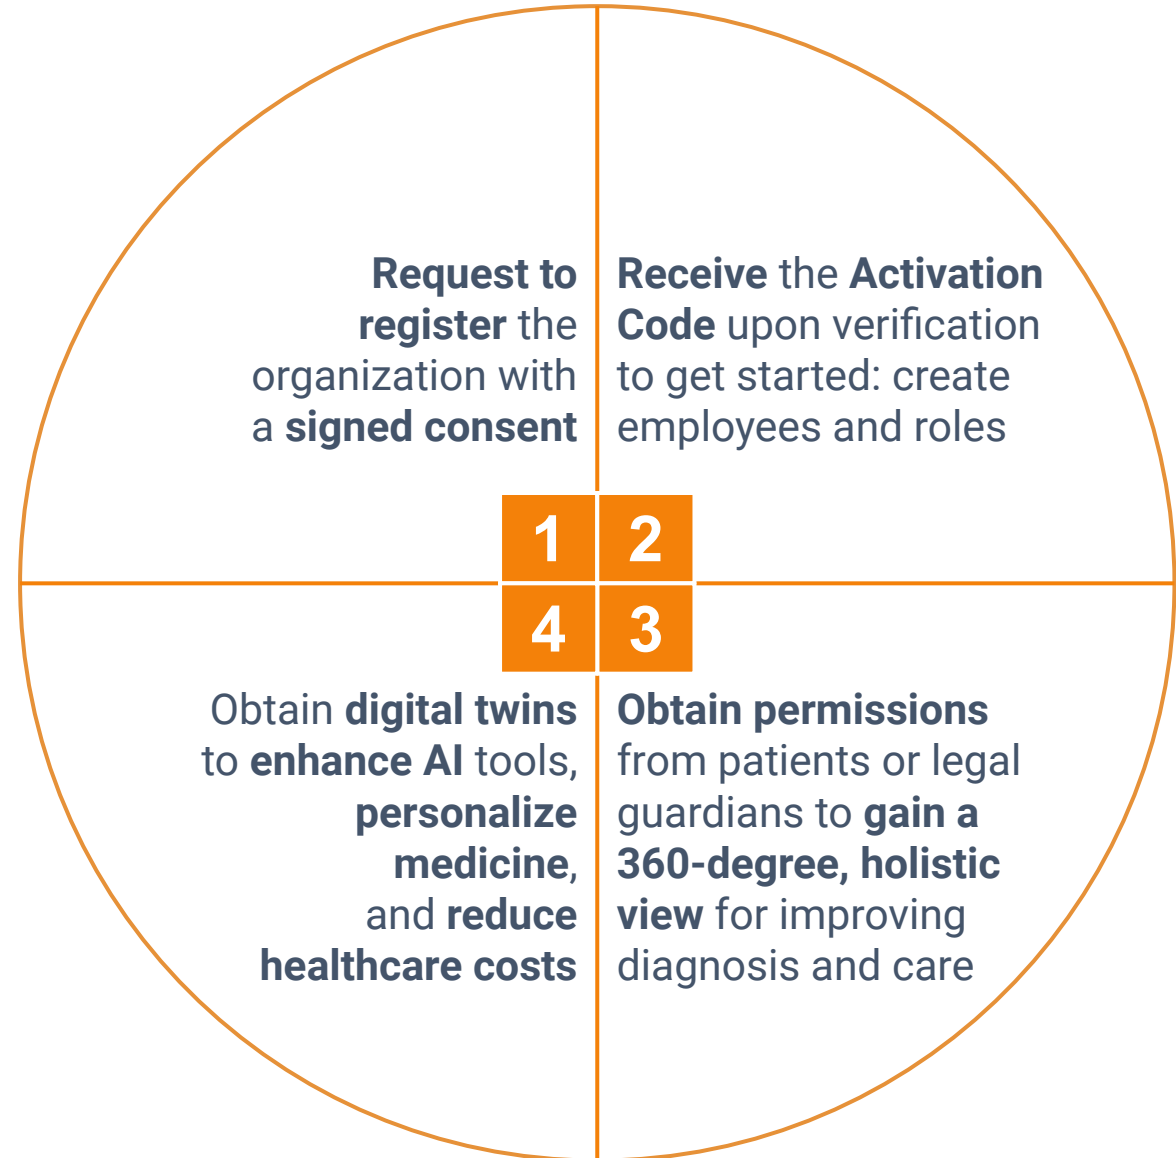 Request to
register the
organization with
a signed consent
Receive the Activation
Code upon verification
to get started: create
employees and roles
1 2
4 3
Obtain digital twins
to enhance AI tools,
personalize
medicine,
and reduce
healthcare costs
Obtain permissions
from patients or legal
guardians to gain a
360-degree, holistic
view for improving
diagnosis and care